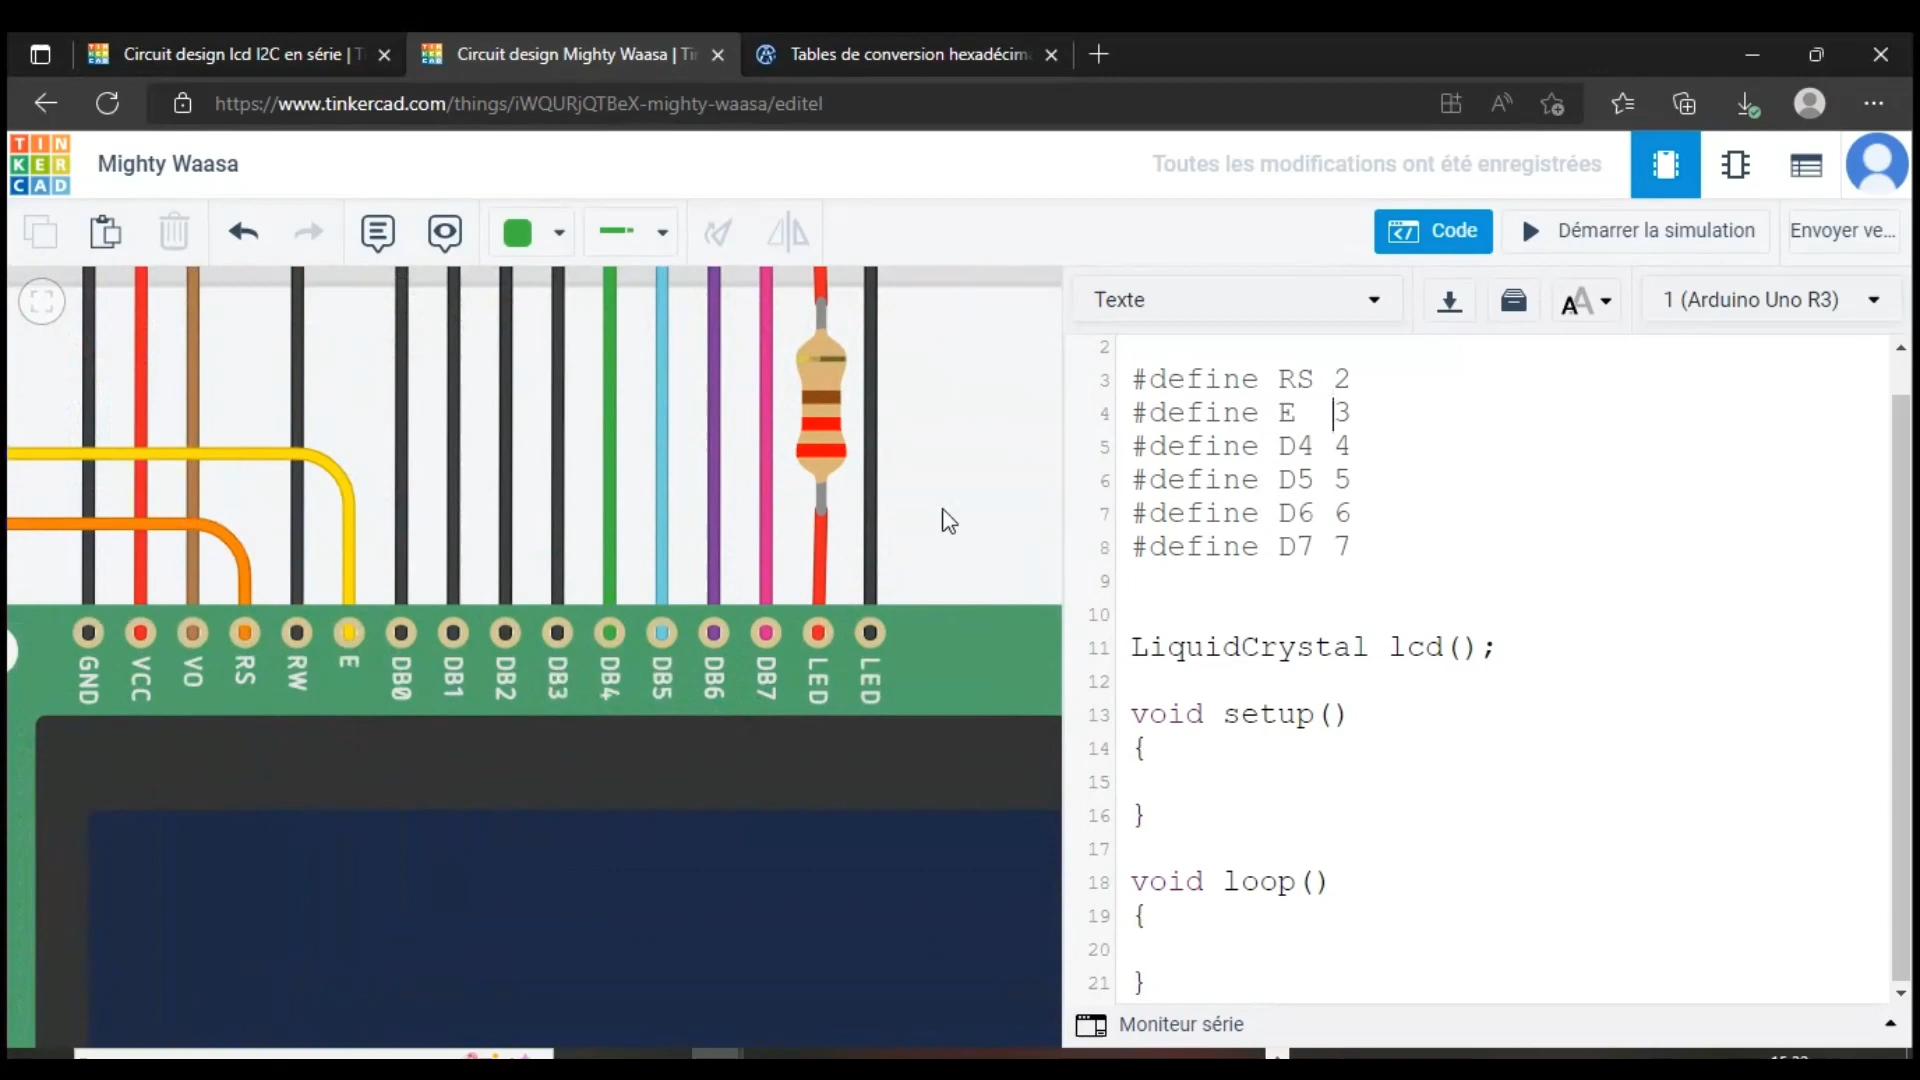 Circuit design lcd I2C en série | T
Circuit design Mighty Waasa | Ti
Tables de conversion hexadécim
https://www.tinkercad.com/things/iWQURjQTBeX-mighty-waasa/editel
TIN
KER
CAD
Mighty Waasa
Toutes les modifications ont été enregistrées
Code
Démarrer la simulation
Envoyer ve...
Texte
1 (Arduino Uno R3)
2
3 #define RS 2
4 #define E  3
5 #define D4 4
6 #define D5 5
7 #define D6 6
8 #define D7 7
9
10
11 LiquidCrystal lcd();
12
13 void setup()
14 {
15
16 }
17
18 void loop()
19 {
20
21 }
GND
VCC
VO
RS
RW
E
DB0
DB1
DB2
DB3
DB4
DB5
DB6
DB7
LED
LED
Moniteur série